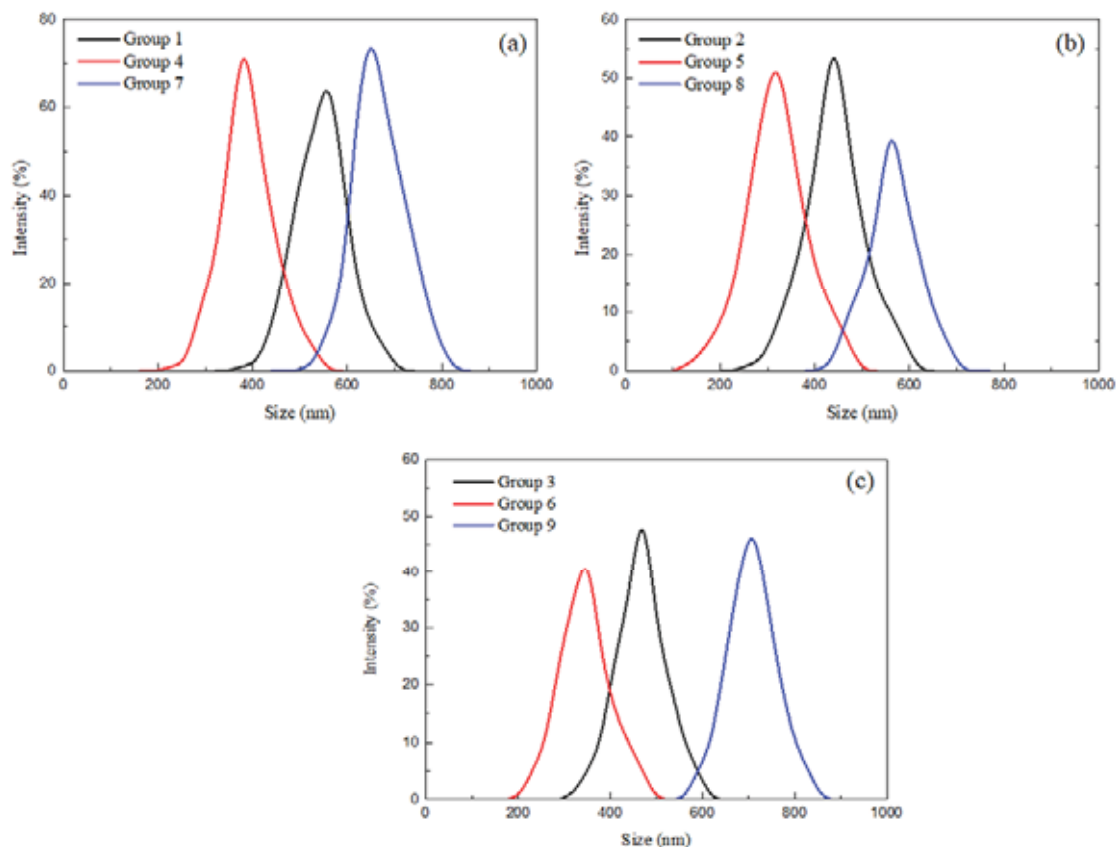 80
60
40
20
0
Intensity (%)
Group 1
Group 4
Group 7
(a)
0 200 400 600 800 1000
Size (nm)
60
50
40
30
20
10
0
Intensity (%)
Group 2
Group 5
Group 8
(b)
0 200 400 600 800 1000
Size (nm)
60
50
40
30
20
10
0
Intensity (%)
Group 3
Group 6
Group 9
(c)
0 200 400 600 800 1000
Size (nm)